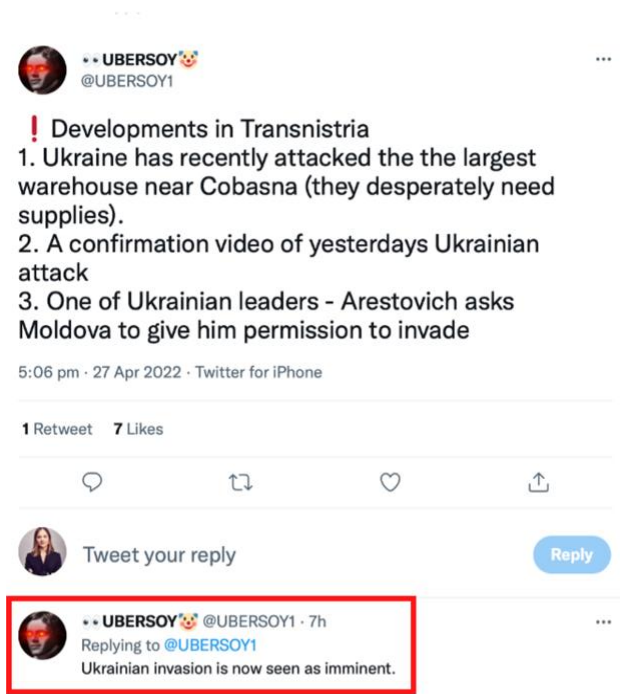 UBERSOY🤡
@UBERSOY1
❗ Developments in Transnistria
1. Ukraine has recently attacked the the largest
warehouse near Cobasna (they desperately need
supplies).
2. A confirmation video of yesterdays Ukrainian
attack
3. One of Ukrainian leaders - Arestovich asks
Moldova to give him permission to invade
5:06 pm · 27 Apr 2022 · Twitter for iPhone
1 Retweet 7 Likes
Tweet your reply
Reply
UBERSOY🤡 @UBERSOY1 · 7h
Replying to @UBERSOY1
Ukrainian invasion is now seen as imminent.